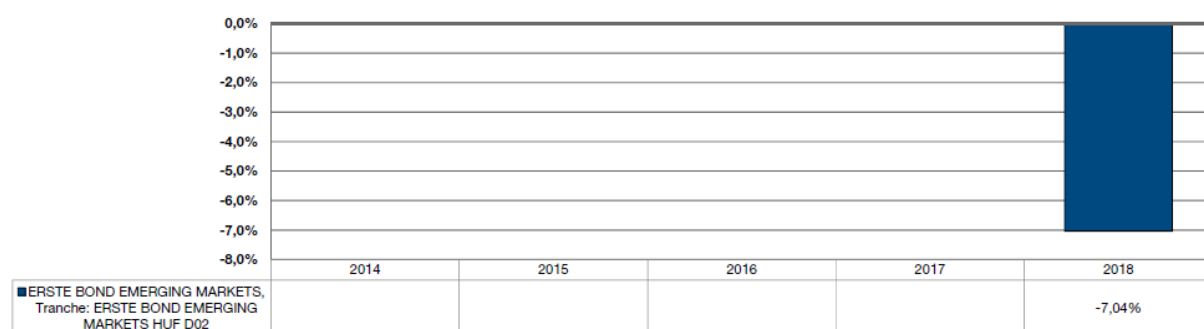 0,0%
-1,0%
-2,0%
-3,0%
-4,0%
-5,0%
-6,0%
-7,0%
-8,0%
2014 2015 2016 2017 2018
ERSTE BOND EMERGING MARKETS,
Tranche: ERSTE BOND EMERGING
MARKETS HUF D02
-7,04%